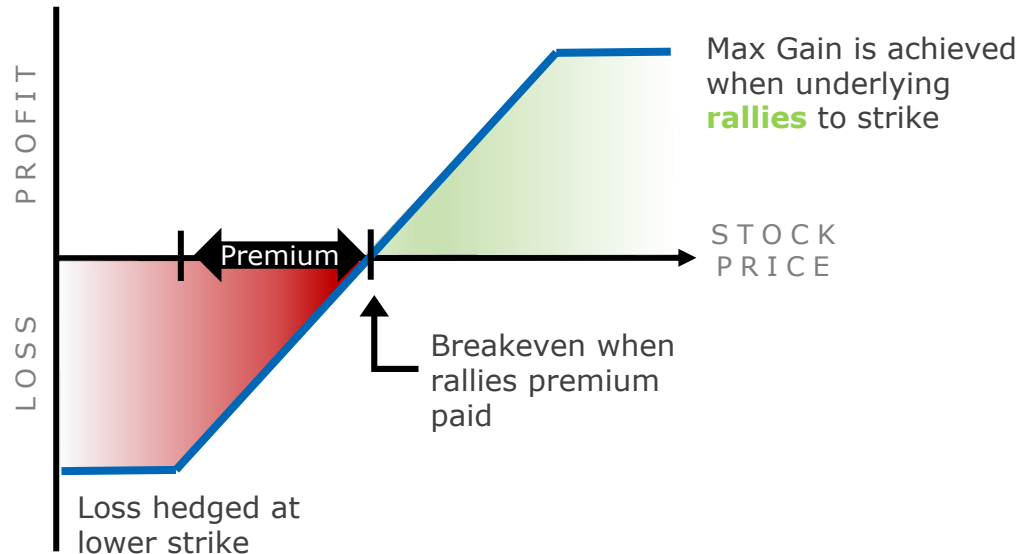 PROFIT
LOSS
Max Gain is achieved
when underlying
rallies to strike
Premium
STOCK
PRICE
Breakeven when
rallies premium
paid
Loss hedged at
lower strike